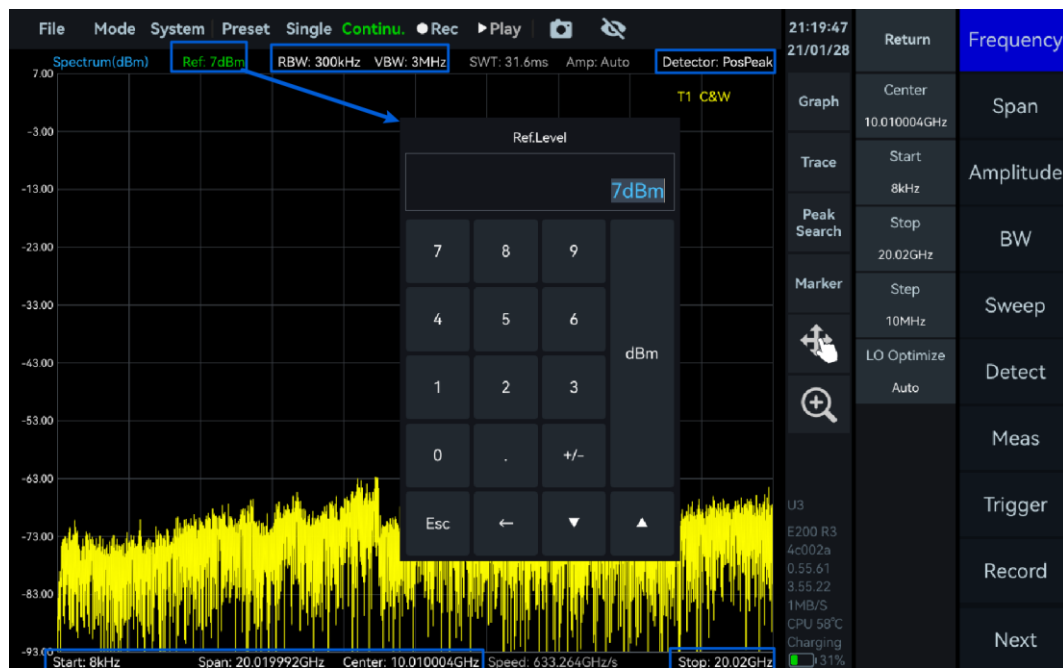 File Mode System Preset Single Continu. Rec Play
Spectrum(dBm) Ref: 7dBm RBW: 300kHz VBW: 3MHz SWT: 31.6ms Amp: Auto Detector: PosPeak
T1 C&W
7.00
-3.00
-13.00
-23.00
-33.00
-43.00
-53.00
-63.00
-73.00
-83.00
-93.00
Ref.Level
7dBm
7 8 9
4 5 6
dBm
1 2 3
0 . +/-
Esc ← ▼ ▲
Start: 8kHz Span: 20.019992GHz Center: 10.010004GHz Speed: 633.264GHz/s Stop: 20.02GHz
21:19:47
21/01/28
Graph
Trace
Peak
Search
Marker
U3
E200 R3
4c002a
0.55.61
3.55.22
1MB/S
CPU 58°C
Charging
31%
Return
Center
10.010004GHz
Start
8kHz
Stop
20.02GHz
Step
10MHz
LO Optimize
Auto
Frequency
Span
Amplitude
BW
Sweep
Detect
Meas
Trigger
Record
Next